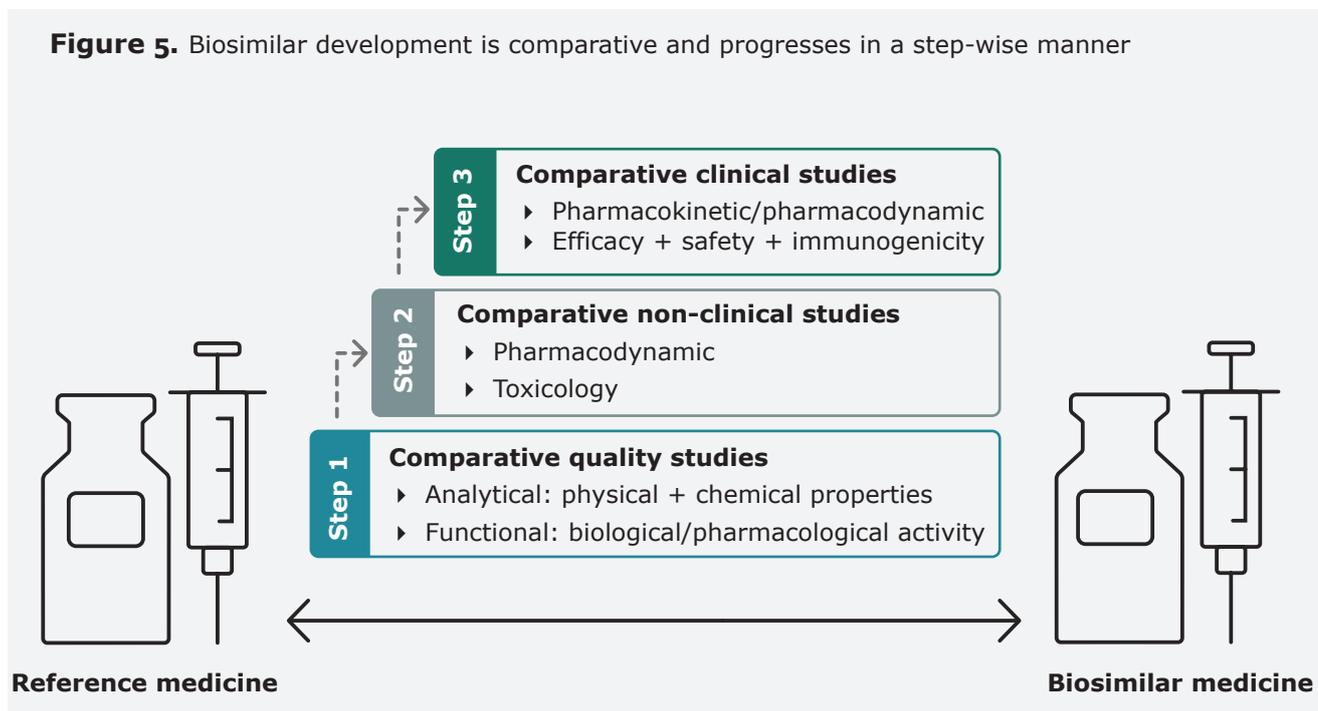 Figure 5. Biosimilar development is comparative and progresses in a step-wise manner
Step 3
Comparative clinical studies
Pharmacokinetic/pharmacodynamic
Efficacy + safety + immunogenicity
Step 2
Comparative non-clinical studies
Pharmacodynamic
Toxicology
Step 1
Comparative quality studies
Analytical: physical + chemical properties
Functional: biological/pharmacological activity
Reference medicine
Biosimilar medicine